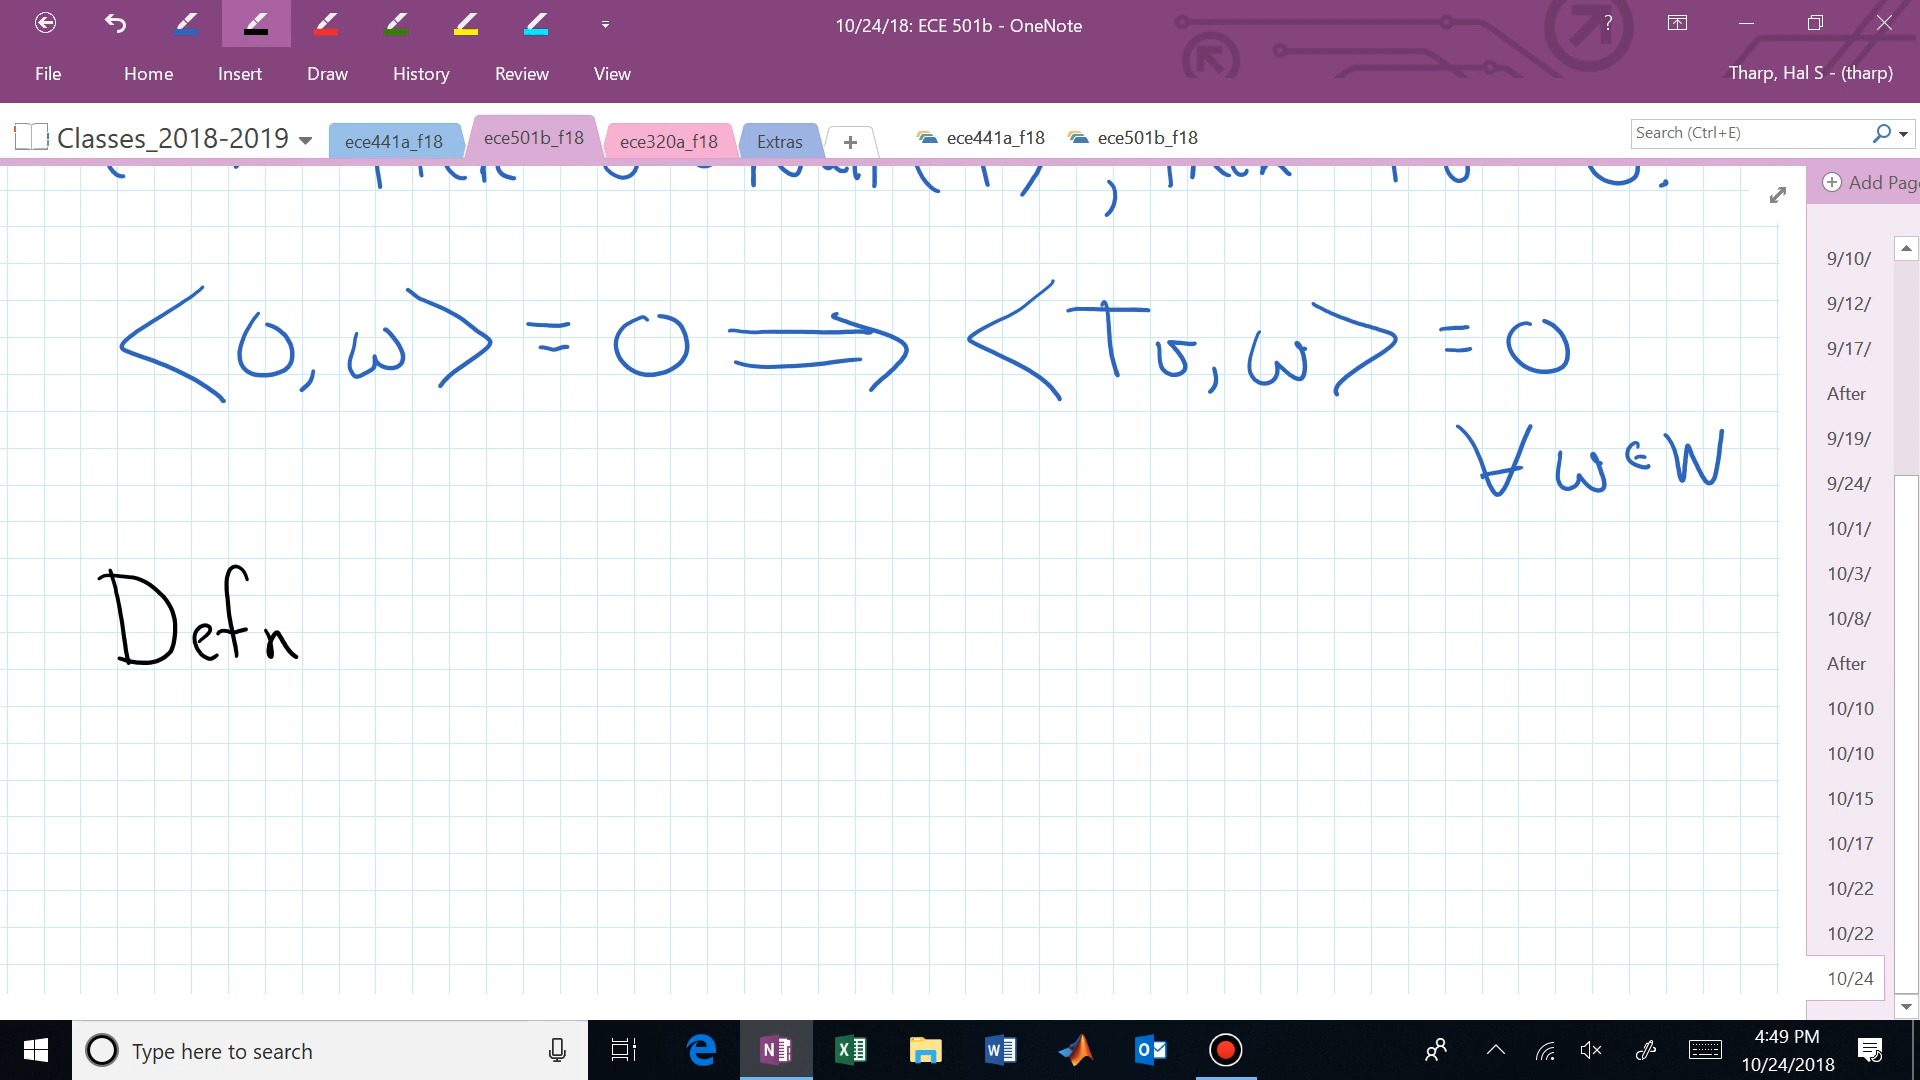 10/24/18: ECE 501b - OneNote
?
File Home Insert Draw History Review View
Tharp, Hal S - (tharp)
Classes_2018-2019
ece441a_f18
ece501b_f18
ece320a_f18
Extras
ece441a_f18
ece501b_f18
Search (Ctrl+E)
Add Pag
<0, w> = 0 ⟹ <Tv, w> = 0
∀ w ∈ W
Defn
9/10/
9/12/
9/17/
After
9/19/
9/24/
10/1/
10/3/
10/8/
After
10/10
10/10
10/15
10/17
10/22
10/22
10/24
Type here to search
4:49 PM
10/24/2018